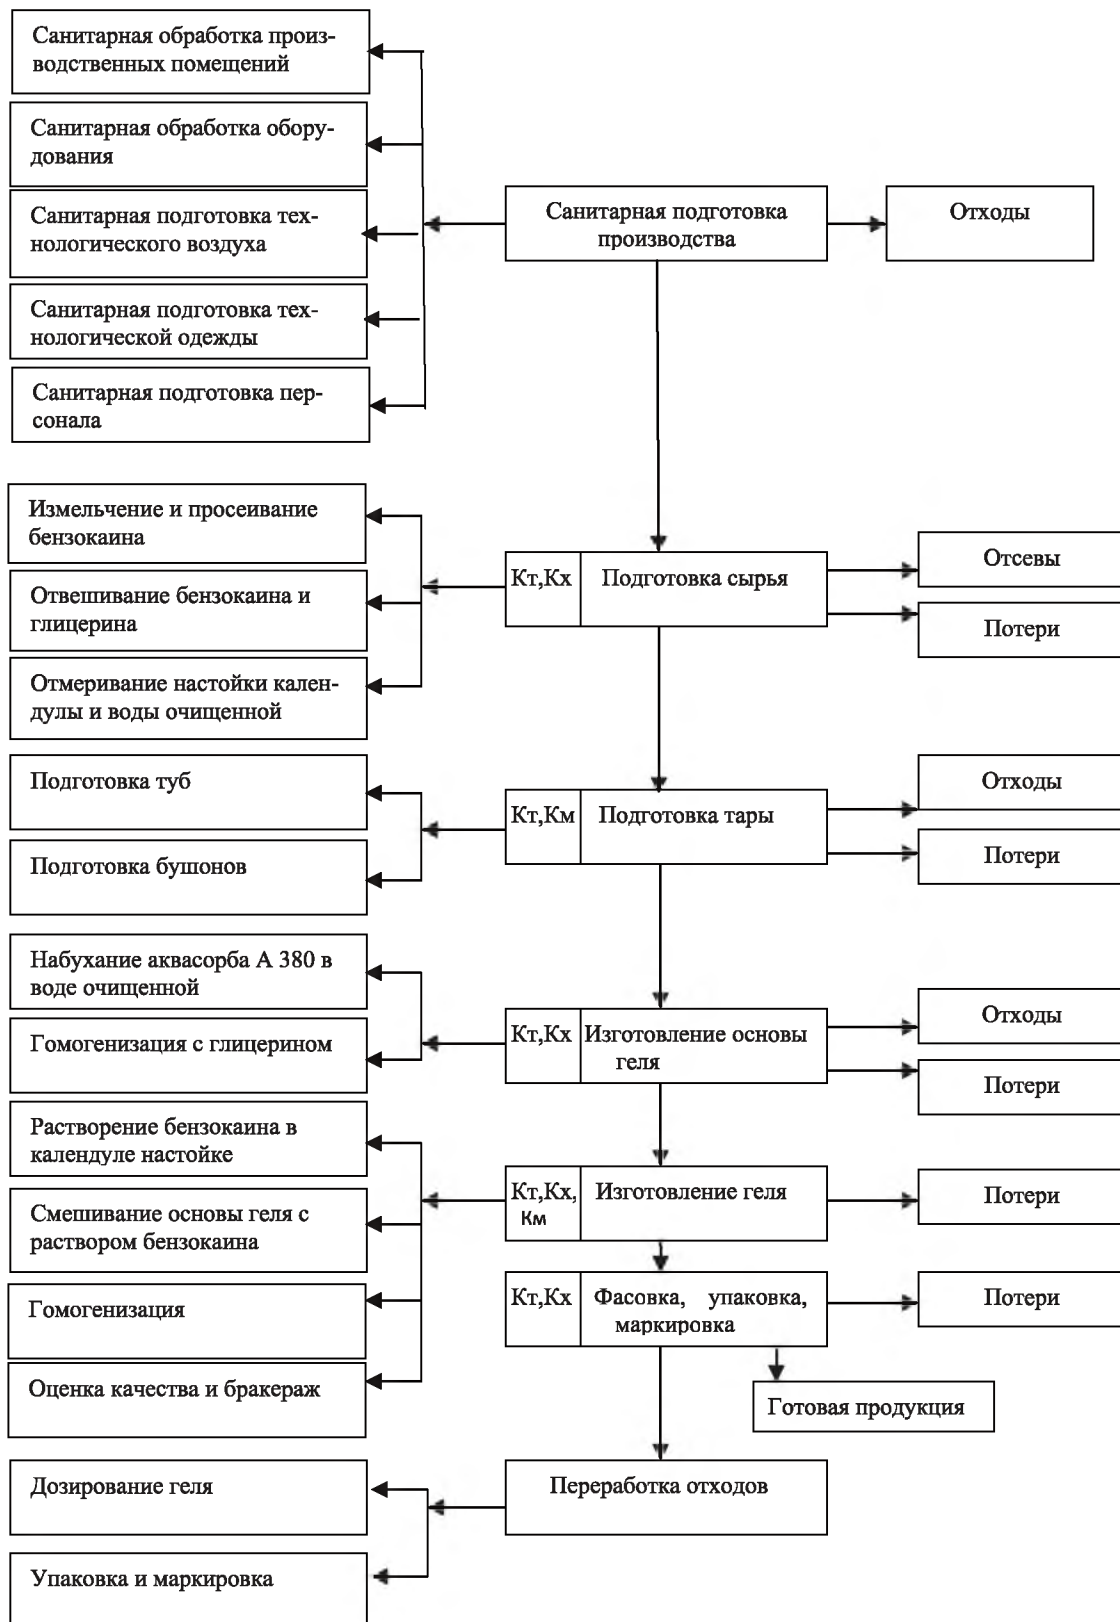 Санитарная обработка произ-
водственных помещений
Санитарная обработка обору-
дования
Санитарная подготовка тех-
нологического воздуха
Санитарная подготовка тех-
нологической одежды
Санитарная подготовка пер-
сонала
Санитарная подготовка
производства
Отходы
Измельчение и просеивание
бензокаина
Отвешивание бензокаина и
глицерина
Отмеривание настойки кален-
дулы и воды очищенной
Кт,Кх
Подготовка сырья
Отсевы
Потери
Подготовка туб
Подготовка бушонов
Кт,Км
Подготовка тары
Отходы
Потери
Набухание аквасорба А 380 в
воде очищенной
Гомогенизация с глицерином
Кт,Кх
Изготовление основы
геля
Отходы
Потери
Растворение бензокаина в
календуле настойке
Смешивание основы геля с
раствором бензокаина
Гомогенизация
Оценка качества и бракераж
Кт,Кх,
Км
Изготовление геля
Потери
Кт,Кх
Фасовка, упаковка,
маркировка
Потери
Готовая продукция
Дозирование геля
Упаковка и маркировка
Переработка отходов